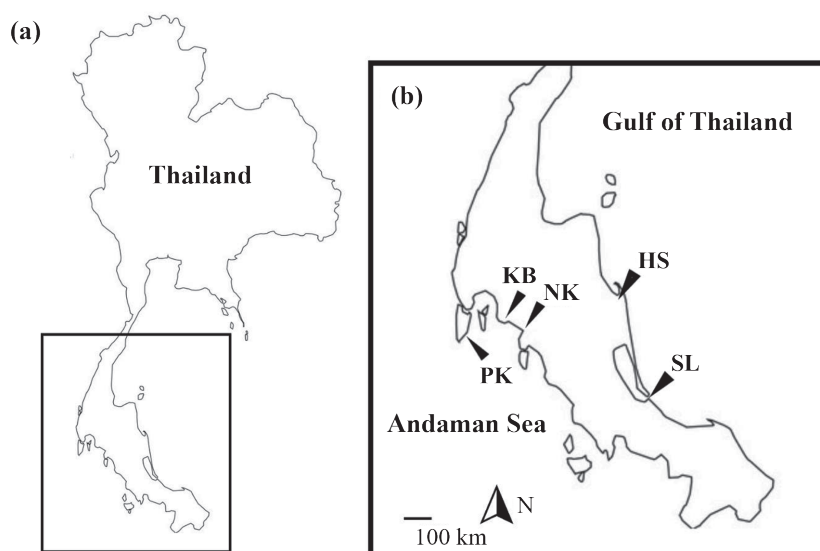 (a)
Thailand
(b)
Gulf of Thailand
HS
KB
NK
PK
SL
Andaman Sea
N
100 km